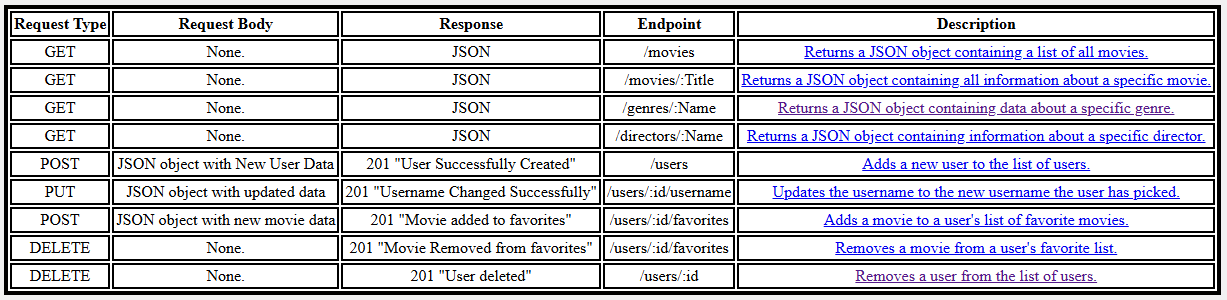 Request Type Request Body Response Endpoint Description
GET None. JSON /movies Returns a JSON object containing a list of all movies.
GET None. JSON /movies/:Title Returns a JSON object containing all information about a specific movie.
GET None. JSON /genres/:Name Returns a JSON object containing data about a specific genre.
GET None. JSON /directors/:Name Returns a JSON object containing information about a specific director.
POST JSON object with New User Data 201 "User Successfully Created" /users Adds a new user to the list of users.
PUT JSON object with updated data 201 "Username Changed Successfully" /users/:id/username Updates the username to the new username the user has picked.
POST JSON object with new movie data 201 "Movie added to favorites" /users/:id/favorites Adds a movie to a user's list of favorite movies.
DELETE None. 201 "Movie Removed from favorites" /users/:id/favorites Removes a movie from a user's favorite list.
DELETE None. 201 "User deleted" /users/:id Removes a user from the list of users.